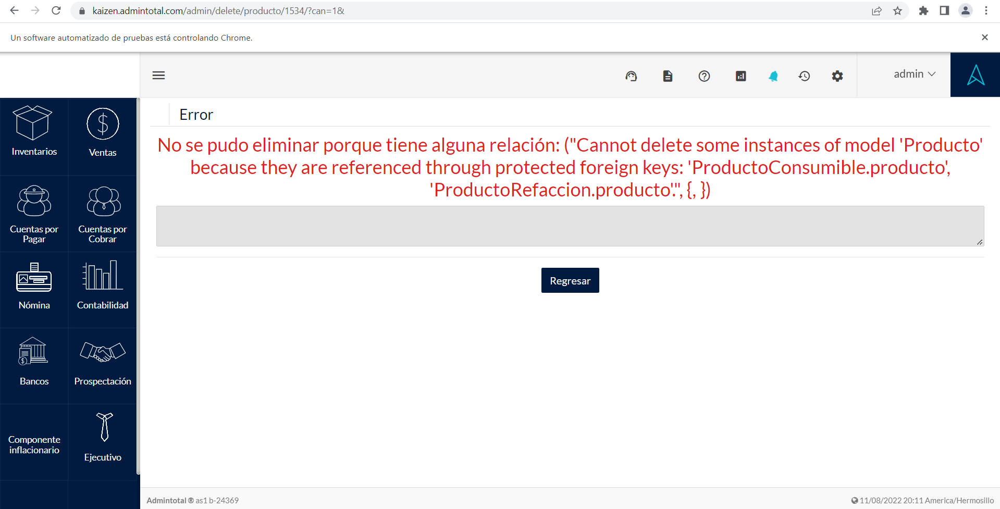 kaizen.admintotal.com/admin/delete/producto/1534/?can=1&
Un software automatizado de pruebas está controlando Chrome.
admin
Inventarios
Ventas
Cuentas por
Pagar
Cuentas por
Cobrar
Nómina
Contabilidad
Bancos
Prospectación
Componente
inflacionario
Ejecutivo
Error
No se pudo eliminar porque tiene alguna relación: ("Cannot delete some instances of model 'Producto'
because they are referenced through protected foreign keys: 'ProductoConsumible.producto',
'ProductoRefaccion.producto'.", {, })
Regresar
Admintotal ® as1 b-24369
11/08/2022 20:11 America/Hermosillo